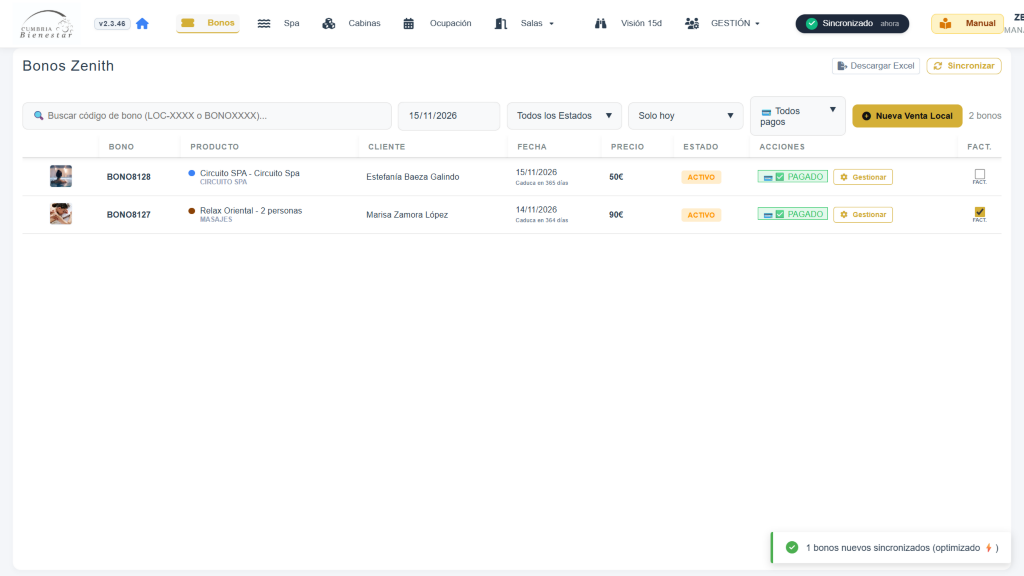 CUMBRIA
Bienestar
v2.3.46
Bonos
Spa
Cabinas
Ocupación
Salas
Visión 15d
GESTIÓN
Sincronizado ahora
Manual
Bonos Zenith
Descargar Excel
Sincronizar
Buscar código de bono (LOC-XXXX o BONOXXXX)...
15/11/2026
Todos los Estados
Solo hoy
Todos
pagos
Nueva Venta Local
2 bonos
BONO PRODUCTO CLIENTE FECHA PRECIO ESTADO ACCIONES FACT.
BONO8128
Circuito SPA - Circuito Spa
CIRCUITO SPA
Estefanía Baeza Galindo
15/11/2026
Caduca en 365 días
50€
ACTIVO
PAGADO
Gestionar
FACT.
BONO8127
Relax Oriental - 2 personas
MASAJES
Marisa Zamora López
14/11/2026
Caduca en 364 días
90€
ACTIVO
PAGADO
Gestionar
FACT.
1 bonos nuevos sincronizados (optimizado ⚡)